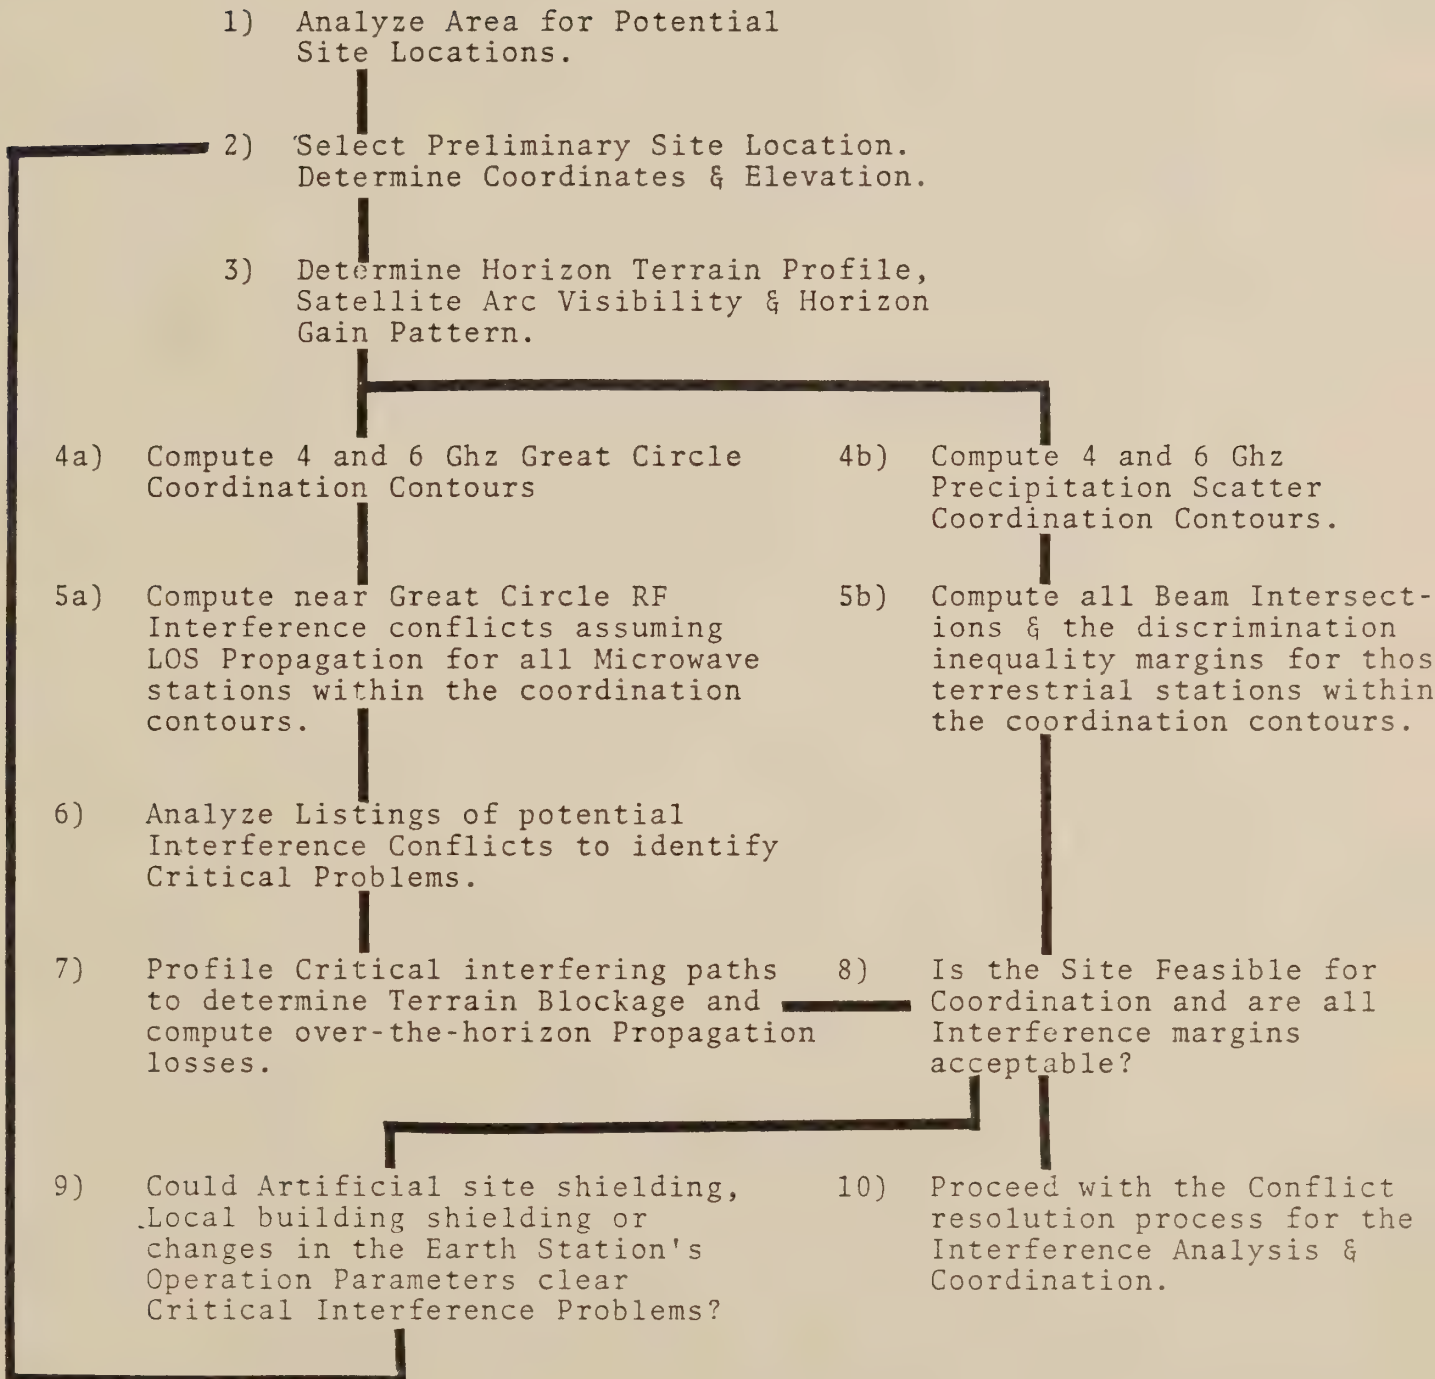 1) Analyze Area for Potential
Site Locations.
2) Select Preliminary Site Location.
Determine Coordinates & Elevation.
3) Determine Horizon Terrain Profile,
Satellite Arc Visibility & Horizon
Gain Pattern.
4a) Compute 4 and 6 Ghz Great Circle
Coordination Contours
4b) Compute 4 and 6 Ghz
Precipitation Scatter
Coordination Contours.
5a) Compute near Great Circle RF
Interference conflicts assuming
LOS Propagation for all Microwave
stations within the coordination
contours.
5b) Compute all Beam Intersect-
ions & the discrimination
inequality margins for thos
terrestrial stations within
the coordination contours.
6) Analyze Listings of potential
Interference Conflicts to identify
Critical Problems.
7) Profile Critical interfering paths
to determine Terrain Blockage and
compute over-the-horizon Propagation
losses.
8) Is the Site Feasible for
Coordination and are all
Interference margins
acceptable?
9) Could Artificial site shielding,
Local building shielding or
changes in the Earth Station's
Operation Parameters clear
Critical Interference Problems?
10) Proceed with the Conflict
resolution process for the
Interference Analysis &
Coordination.